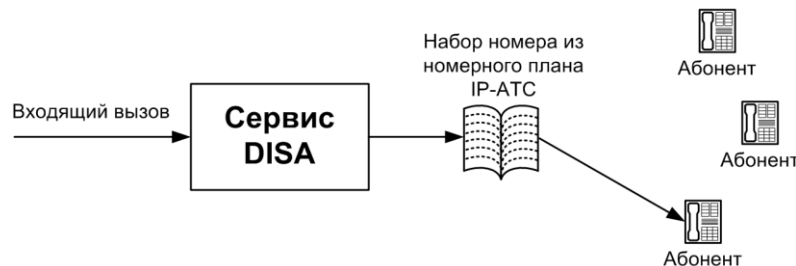 Набор номера из
номерного плана
IP-АТС
Абонент
Входящий вызов
Сервис
DISA
Абонент
Абонент